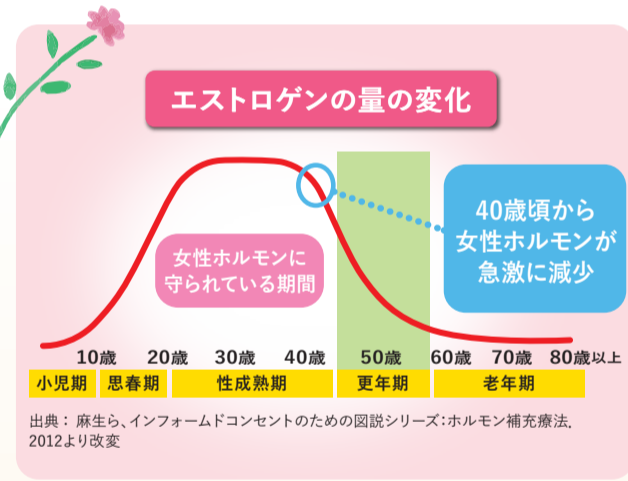 エストロゲンの量の変化
40歳頃から
女性ホルモンが
急激に減少
女性ホルモンに
守られている期間
10歳 20歳 30歳 40歳 50歳 60歳 70歳 80歳以上
小児期 思春期 性成熟期 更年期 老年期
出典： 麻生ら、インフォームドコンセントのための図説シリーズ：ホルモン補充療法,
2012より改変